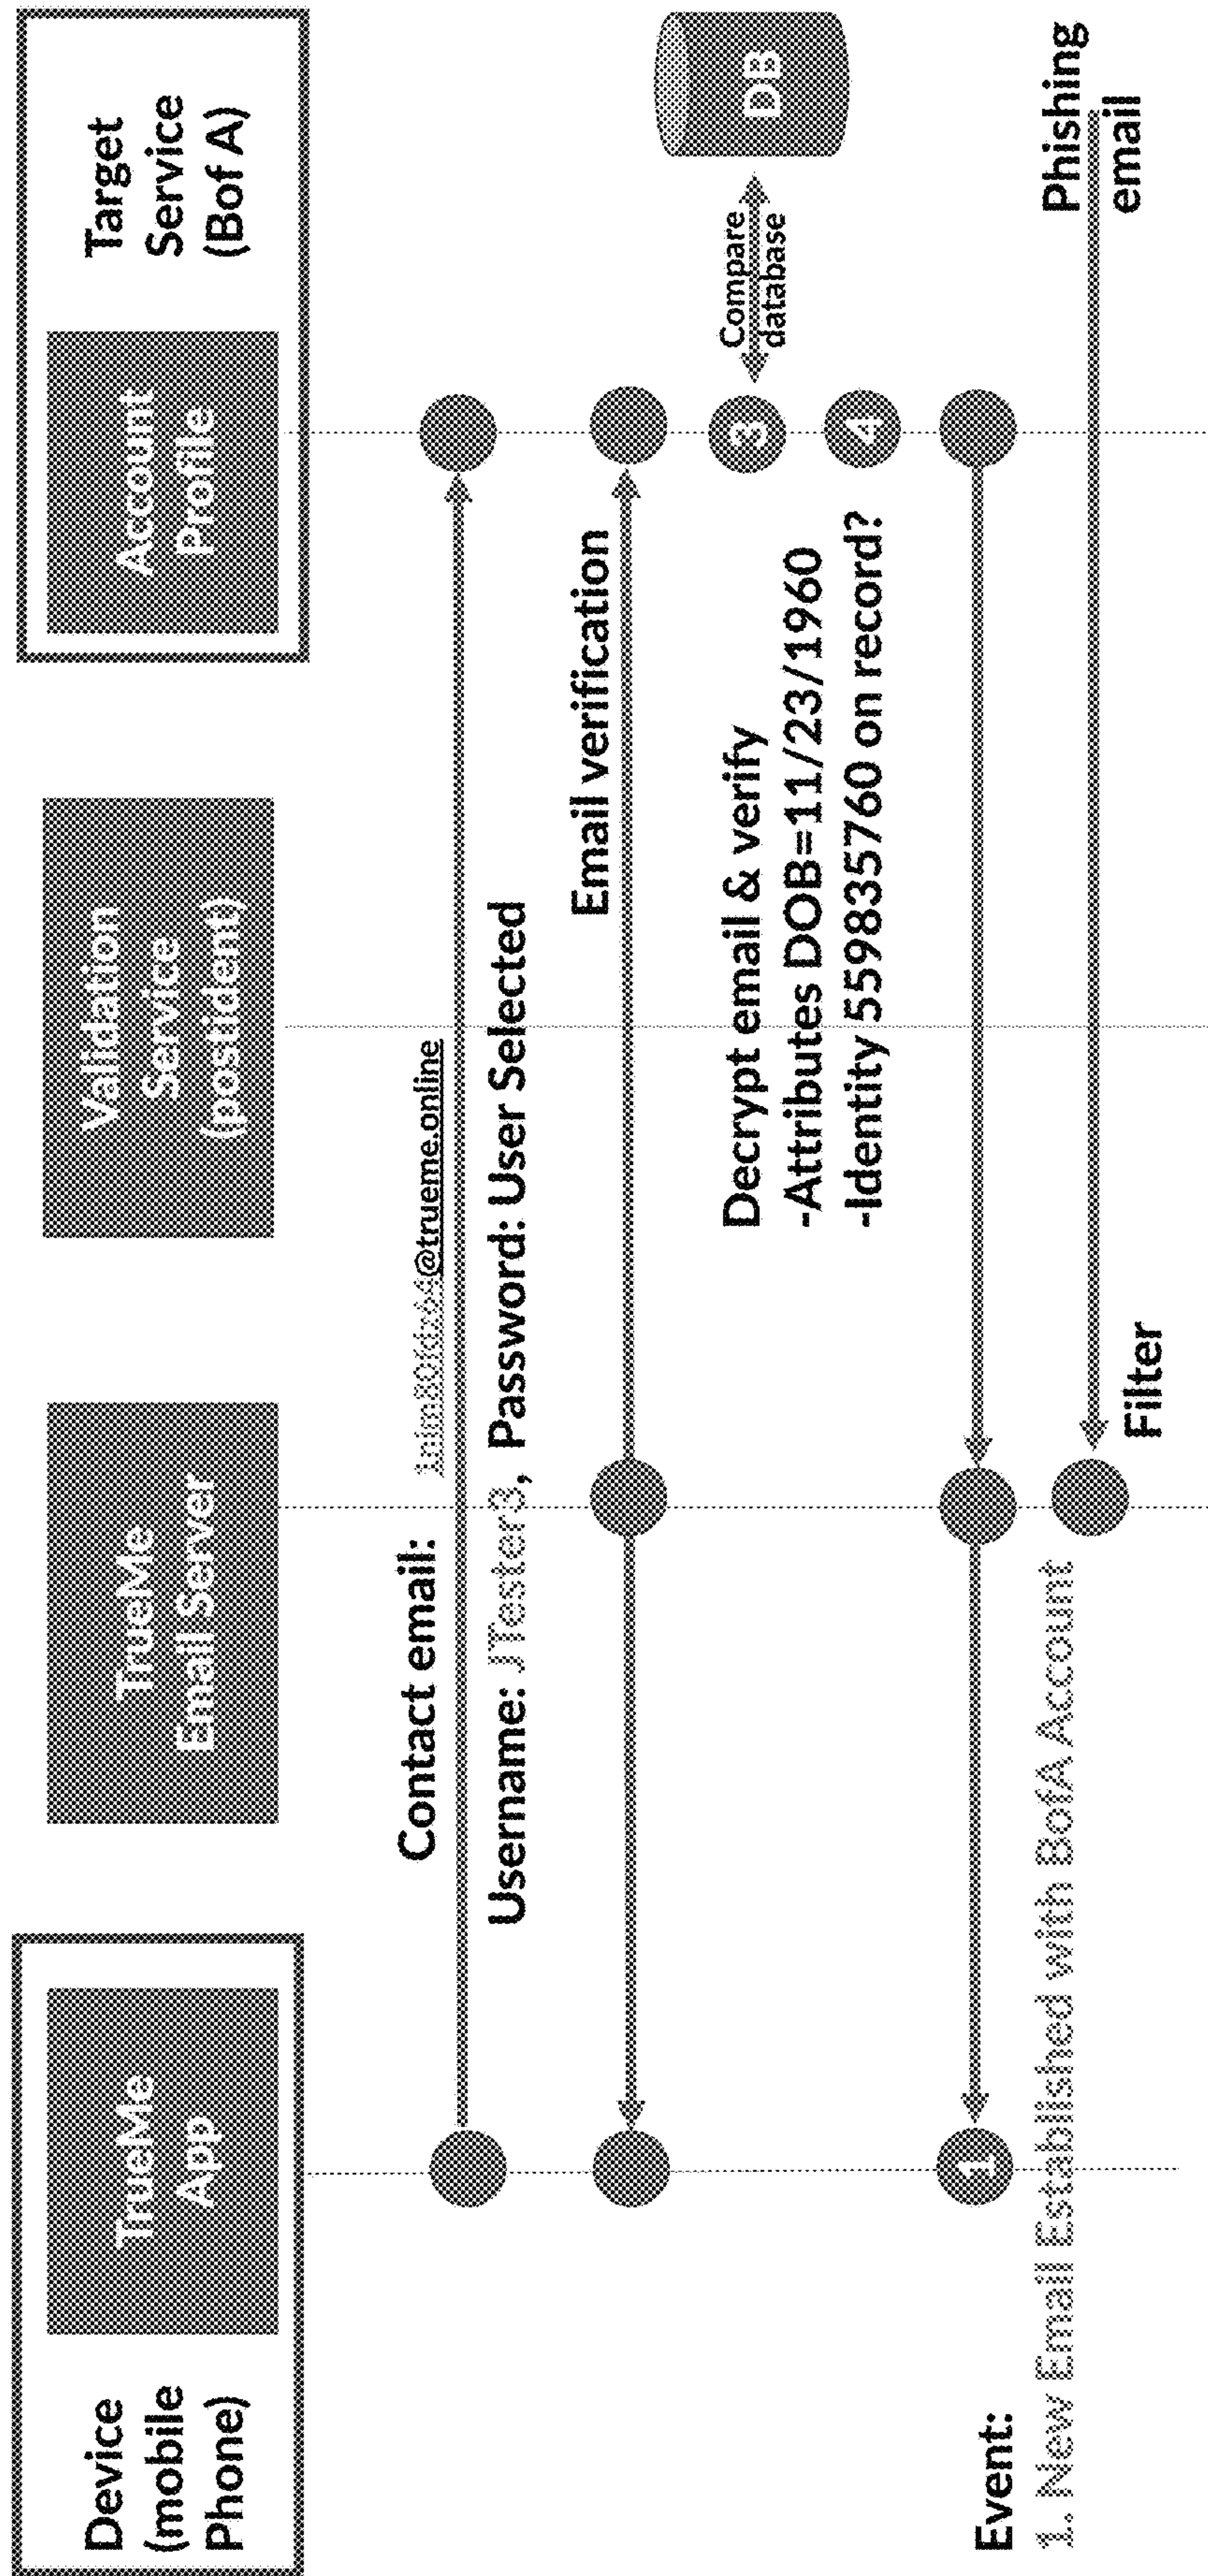 Device
(mobile
Phone)
TrueMe
App
TrueMe
Email Server
Validation
Service
(postident)
Account
Profile
Target
Service
(Bof A)
Contact email:
@trueme.online
Username: JTester3, Password: User Selected
Email verification
Decrypt email & verify
-Attributes DOB=11/23/1960
-Identity 559835760 on record?
3
Compare
database
DB
4
Event:
1
1. New Email Established with BofA Account
Filter
Phishing
email